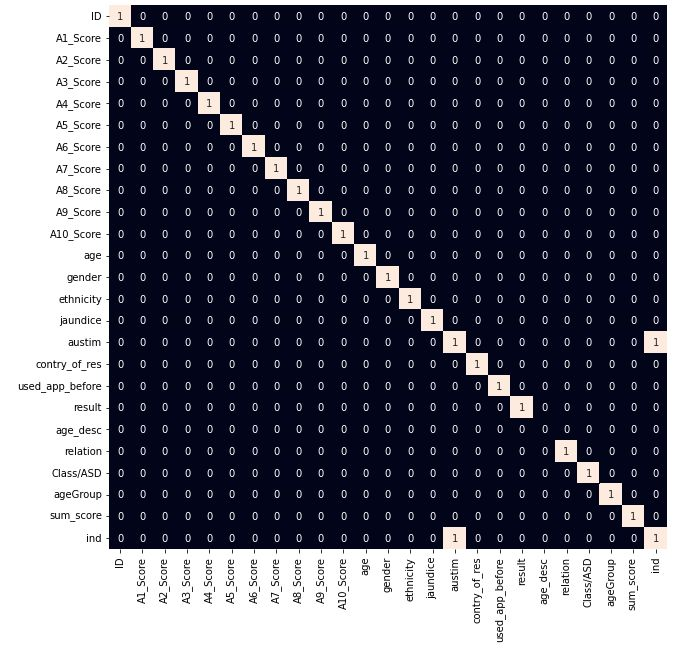 ID 1 0 0 0 0 0 0 0 0 0 0 0 0 0 0 0 0 0 0 0 0 0 0 0 0
A1_Score 0 1 0 0 0 0 0 0 0 0 0 0 0 0 0 0 0 0 0 0 0 0 0 0 0
A2_Score 0 0 1 0 0 0 0 0 0 0 0 0 0 0 0 0 0 0 0 0 0 0 0 0 0
A3_Score 0 0 0 1 0 0 0 0 0 0 0 0 0 0 0 0 0 0 0 0 0 0 0 0 0
A4_Score 0 0 0 0 1 0 0 0 0 0 0 0 0 0 0 0 0 0 0 0 0 0 0 0 0
A5_Score 0 0 0 0 0 1 0 0 0 0 0 0 0 0 0 0 0 0 0 0 0 0 0 0 0
A6_Score 0 0 0 0 0 0 1 0 0 0 0 0 0 0 0 0 0 0 0 0 0 0 0 0 0
A7_Score 0 0 0 0 0 0 0 1 0 0 0 0 0 0 0 0 0 0 0 0 0 0 0 0 0
A8_Score 0 0 0 0 0 0 0 0 1 0 0 0 0 0 0 0 0 0 0 0 0 0 0 0 0
A9_Score 0 0 0 0 0 0 0 0 0 1 0 0 0 0 0 0 0 0 0 0 0 0 0 0 0
A10_Score 0 0 0 0 0 0 0 0 0 0 1 0 0 0 0 0 0 0 0 0 0 0 0 0 0
age 0 0 0 0 0 0 0 0 0 0 0 1 0 0 0 0 0 0 0 0 0 0 0 0 0
gender 0 0 0 0 0 0 0 0 0 0 0 0 1 0 0 0 0 0 0 0 0 0 0 0 0
ethnicity 0 0 0 0 0 0 0 0 0 0 0 0 0 1 0 0 0 0 0 0 0 0 0 0 0
jaundice 0 0 0 0 0 0 0 0 0 0 0 0 0 0 1 0 0 0 0 0 0 0 0 0 0
austim 0 0 0 0 0 0 0 0 0 0 0 0 0 0 0 1 0 0 0 0 0 0 0 0 1
contry_of_res 0 0 0 0 0 0 0 0 0 0 0 0 0 0 0 0 1 0 0 0 0 0 0 0 0
used_app_before 0 0 0 0 0 0 0 0 0 0 0 0 0 0 0 0 0 1 0 0 0 0 0 0 0
result 0 0 0 0 0 0 0 0 0 0 0 0 0 0 0 0 0 0 1 0 0 0 0 0 0
age_desc 0 0 0 0 0 0 0 0 0 0 0 0 0 0 0 0 0 0 0 0 0 0 0 0 0
relation 0 0 0 0 0 0 0 0 0 0 0 0 0 0 0 0 0 0 0 0 1 0 0 0 0
Class/ASD 0 0 0 0 0 0 0 0 0 0 0 0 0 0 0 0 0 0 0 0 0 1 0 0 0
ageGroup 0 0 0 0 0 0 0 0 0 0 0 0 0 0 0 0 0 0 0 0 0 0 1 0 0
sum_score 0 0 0 0 0 0 0 0 0 0 0 0 0 0 0 0 0 0 0 0 0 0 0 1 0
ind 0 0 0 0 0 0 0 0 0 0 0 0 0 0 0 1 0 0 0 0 0 0 0 0 1
ID
A1_Score
A2_Score
A3_Score
A4_Score
A5_Score
A6_Score
A7_Score
A8_Score
A9_Score
A10_Score
age
gender
ethnicity
jaundice
austim
contry_of_res
used_app_before
result
age_desc
relation
Class/ASD
ageGroup
sum_score
ind